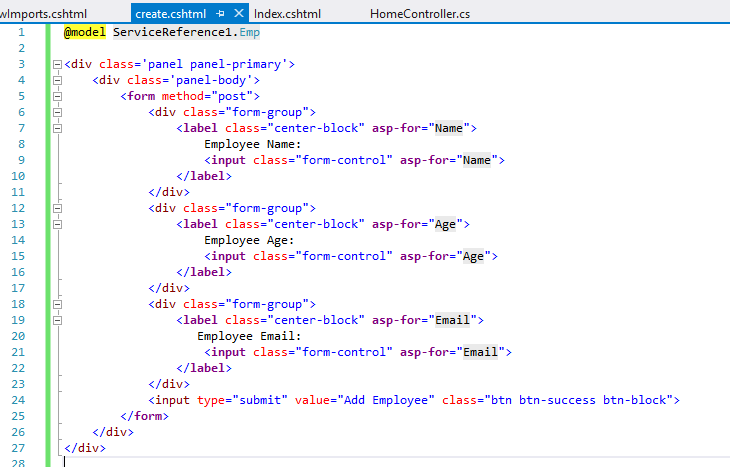 wImports.cshtml create.cshtml Index.cshtml HomeController.cs
1 @model ServiceReference1.Emp
2
3 <div class='panel panel-primary'>
4 <div class='panel-body'>
5 <form method="post">
6 <div class="form-group">
7 <label class="center-block" asp-for="Name">
8 Employee Name:
9 <input class="form-control" asp-for="Name">
10 </label>
11 </div>
12 <div class="form-group">
13 <label class="center-block" asp-for="Age">
14 Employee Age:
15 <input class="form-control" asp-for="Age">
16 </label>
17 </div>
18 <div class="form-group">
19 <label class="center-block" asp-for="Email">
20 Employee Email:
21 <input class="form-control" asp-for="Email">
22 </label>
23 </div>
24 <input type="submit" value="Add Employee" class="btn btn-success btn-block">
25 </form>
26 </div>
27 </div>
28